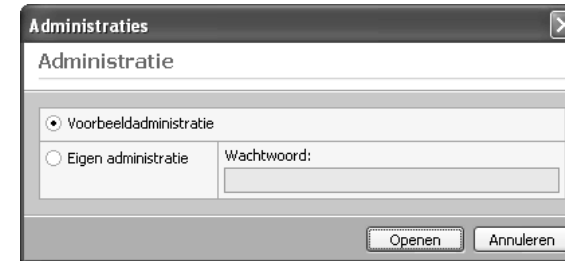 Administraties
Administratie
Voorbeeldadministratie
Eigen administratie
Wachtwoord:
Openen
Annuleren